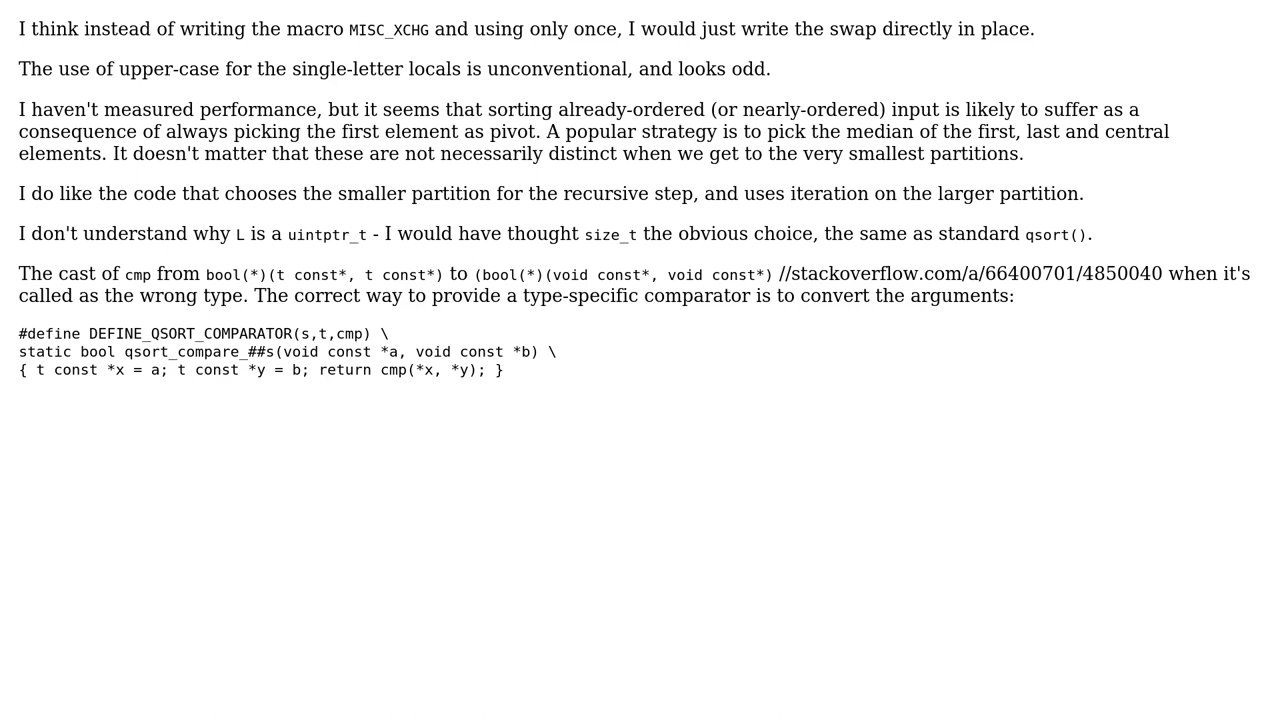 I think instead of writing the macro MISC_XCHG and using only once, I would just write the swap directly in place.
The use of upper-case for the single-letter locals is unconventional, and looks odd.
I haven't measured performance, but it seems that sorting already-ordered (or nearly-ordered) input is likely to suffer as a
consequence of always picking the first element as pivot. A popular strategy is to pick the median of the first, last and central
elements. It doesn't matter that these are not necessarily distinct when we get to the very smallest partitions.
I do like the code that chooses the smaller partition for the recursive step, and uses iteration on the larger partition.
I don't understand why L is a uintptr_t - I would have thought size_t the obvious choice, the same as standard qsort().
The cast of cmp from bool(*)(t const*, t const*) to (bool(*)(void const*, void const*) //stackoverflow.com/a/66400701/4850040 when it's
called as the wrong type. The correct way to provide a type-specific comparator is to convert the arguments:
#define DEFINE_QSORT_COMPARATOR(s,t,cmp) \
static bool qsort_compare_##s(void const *a, void const *b) \
{ t const *x = a; t const *y = b; return cmp(*x, *y); }